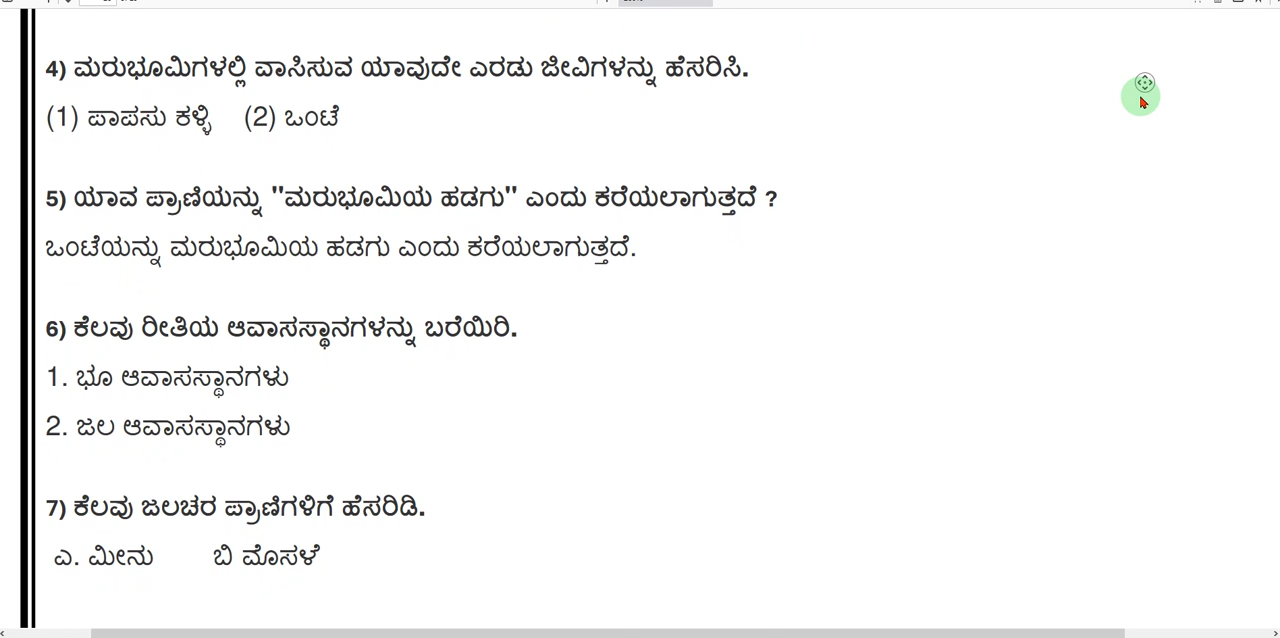 4) ಮರುಭೂಮಿಗಳಲ್ಲಿ ವಾಸಿಸುವ ಯಾವುದೇ ಎರಡು ಜೀವಿಗಳನ್ನು ಹೆಸರಿಸಿ.
(1) ಪಾಪಸು ಕಳ್ಳಿ (2) ಒಂಟೆ
5) ಯಾವ ಪ್ರಾಣಿಯನ್ನು "ಮರುಭೂಮಿಯ ಹಡಗು" ಎಂದು ಕರೆಯಲಾಗುತ್ತದೆ ?
ಒಂಟೆಯನ್ನು ಮರುಭೂಮಿಯ ಹಡಗು ಎಂದು ಕರೆಯಲಾಗುತ್ತದೆ.
6) ಕೆಲವು ರೀತಿಯ ಆವಾಸಸ್ಥಾನಗಳನ್ನು ಬರೆಯಿರಿ.
1. ಭೂ ಆವಾಸಸ್ಥಾನಗಳು
2. ಜಲ ಆವಾಸಸ್ಥಾನಗಳು
7) ಕೆಲವು ಜಲಚರ ಪ್ರಾಣಿಗಳಿಗೆ ಹೆಸರಿಡಿ.
ಎ. ಮೀನು ಬಿ ಮೊಸಳೆ